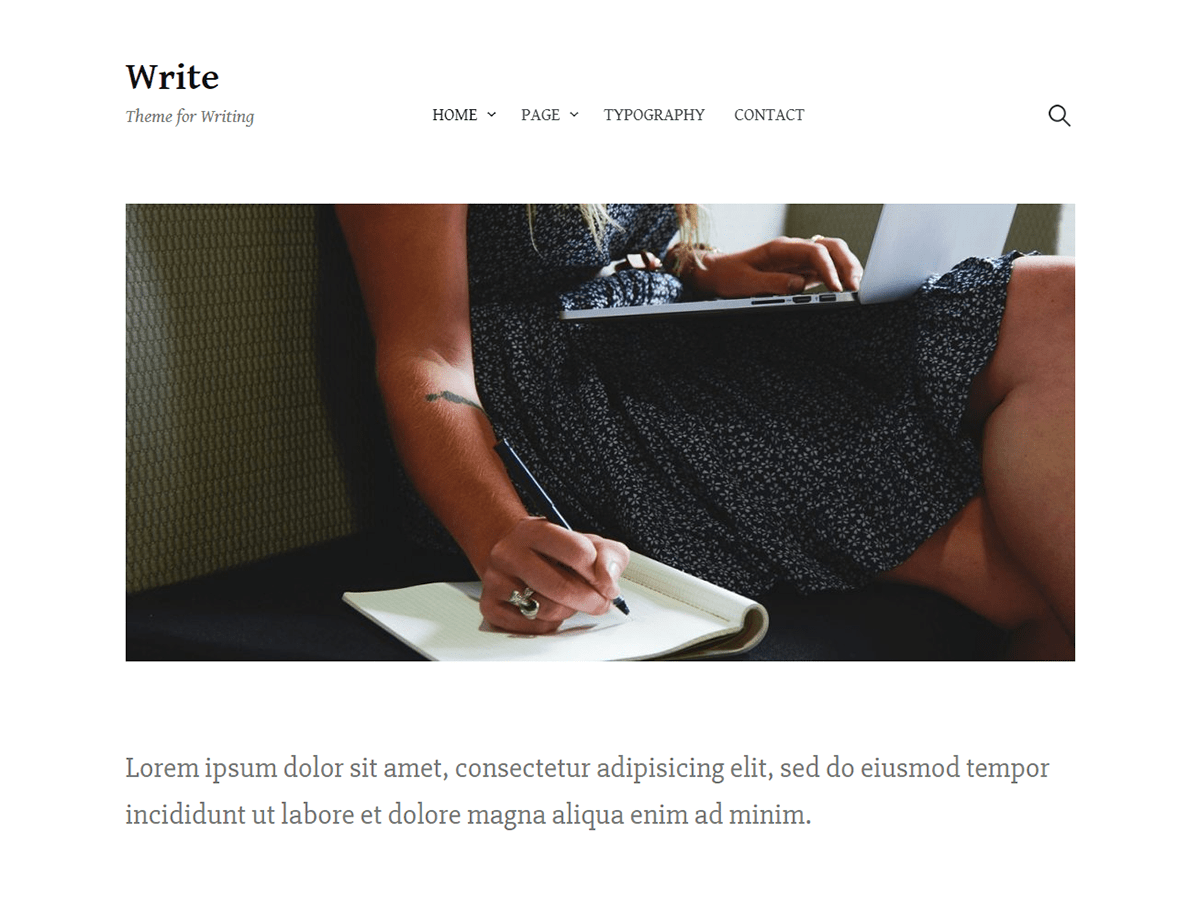 Write
Theme for Writing
HOME PAGE TYPOGRAPHY CONTACT
Lorem ipsum dolor sit amet, consectetur adipisicing elit, sed do eiusmod tempor
incididunt ut labore et dolore magna aliqua enim ad minim.